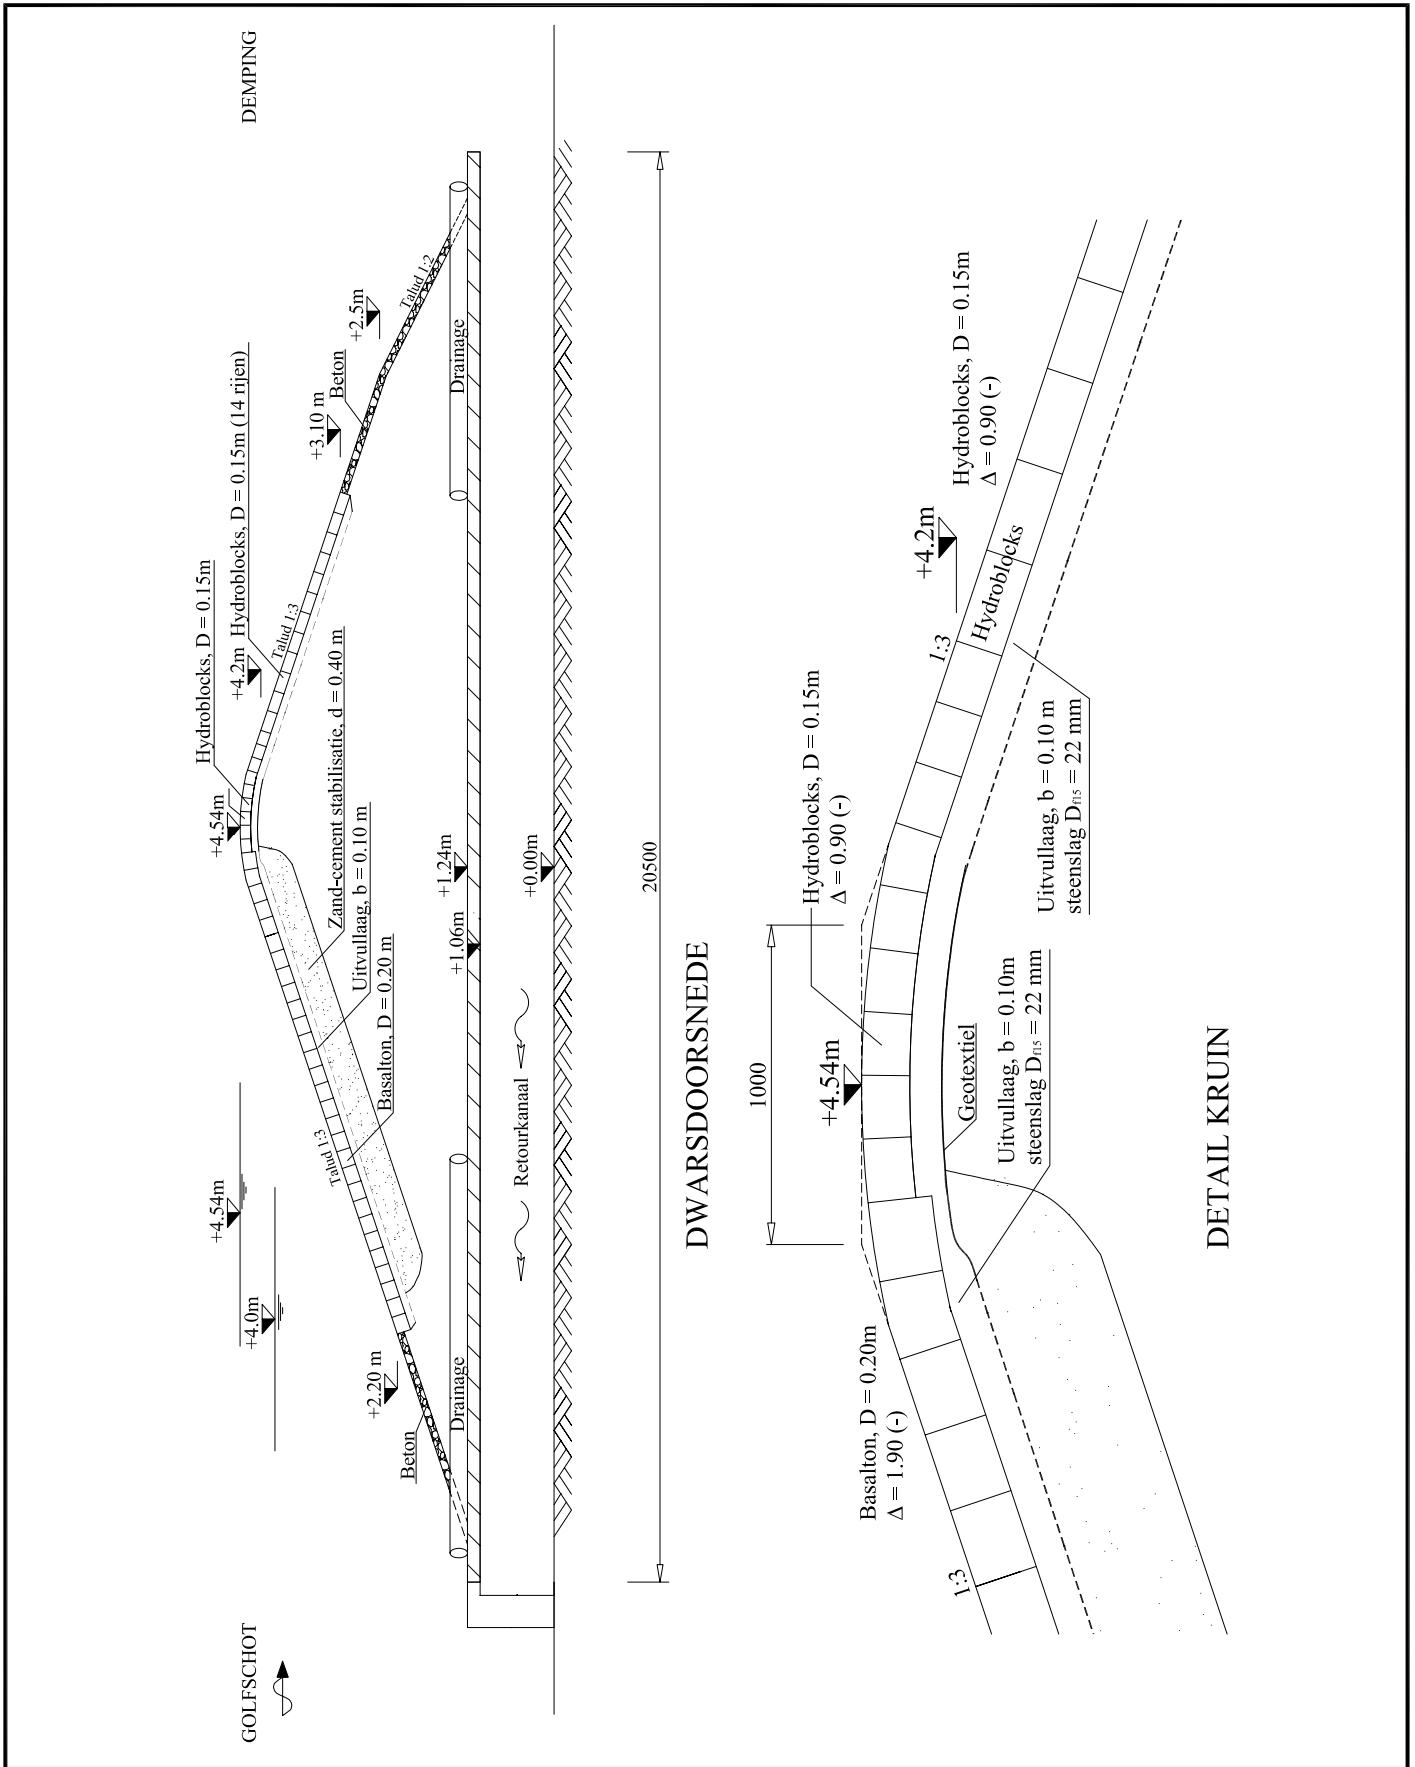 GOLFSCHOT
DEMPING
+4.54m
+4.0m
+4.54m
Hydroblocks, D = 0.15m
+4.2m
Hydroblocks, D = 0.15m (14 rijen)
Talud 1:3
Talud 1:3
Zand-cement stabilisatie, d = 0.40 m
Uitvullaag, b = 0.10 m
Basalton, D = 0.20 m
+3.10 m
Beton
+2.5m
Talud 1:2
+2.20 m
Beton
Drainage
Drainage
+1.24m
+1.06m
Retourkanaal
+0.00m
20500
DWARSDOORSNEDE
1000
+4.54m
Hydroblocks, D = 0.15m
Δ = 0.90 (-)
Basalton, D = 0.20m
Δ = 1.90 (-)
1:3
1:3
+4.2m
Hydroblocks, D = 0.15m
Δ = 0.90 (-)
Hydroblocks
Geotextiel
Uitvullaag, b = 0.10m
steenslag Df15 = 22 mm
Uitvullaag, b = 0.10 m
steenslag Df15 = 22 mm
DETAIL KRUIN